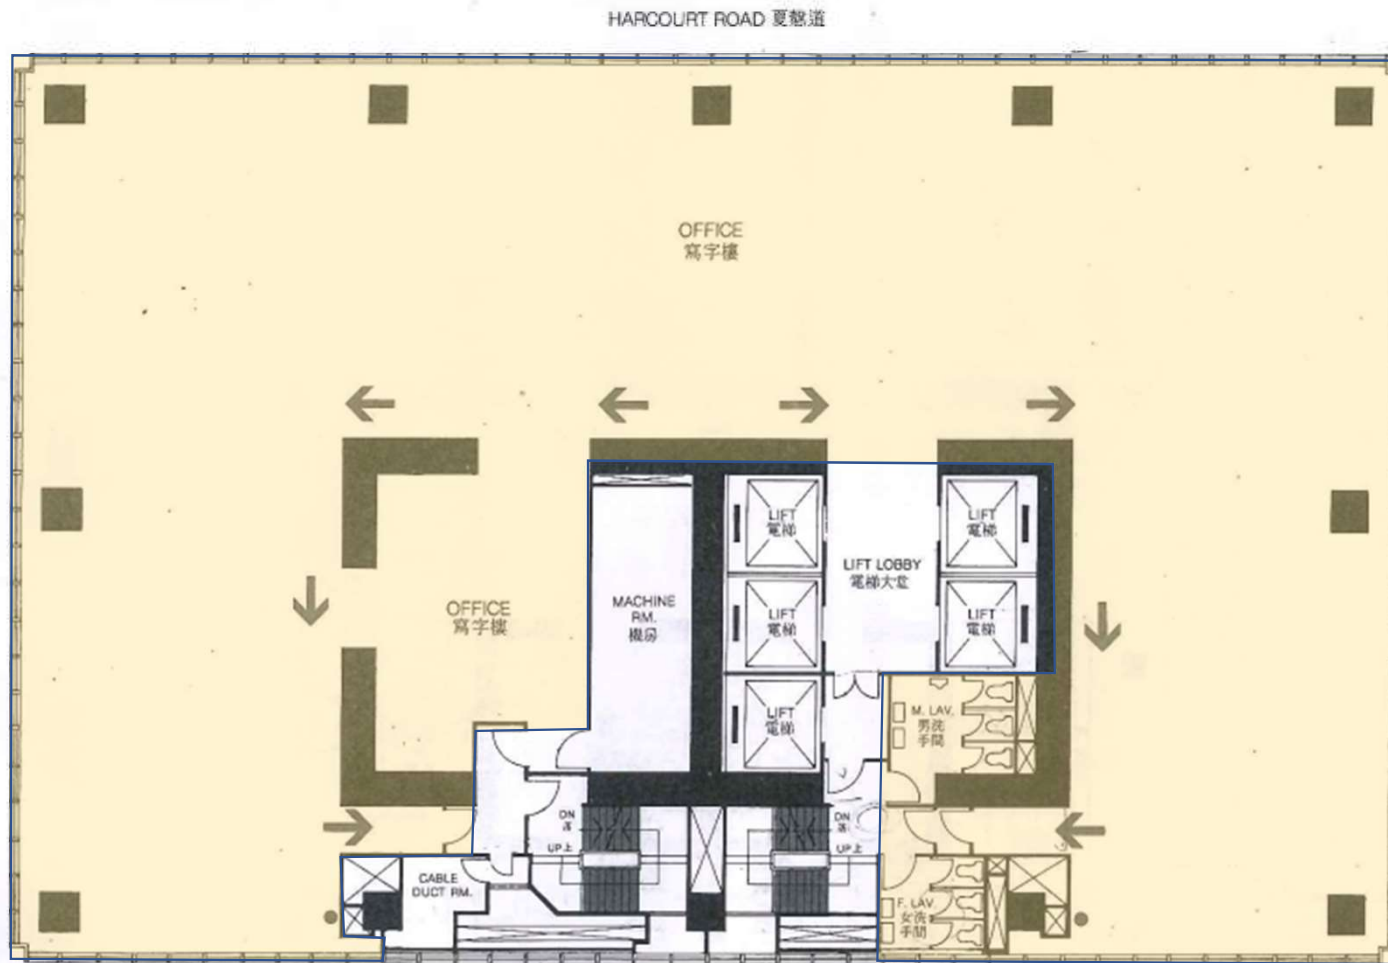 HARCOURT ROAD 夏慤道
OFFICE
寫字樓
LIFT
電梯
LIFT
電梯
LIFT LOBBY
電梯大堂
MACHINE
RM.
機房
LIFT
電梯
LIFT
電梯
OFFICE
寫字樓
LIFT
電梯
M. LAV.
男洗
手間
DN
落
UP上
DN
落
UP上
CABLE
DUCT RM.
F. LAV.
女洗
手間